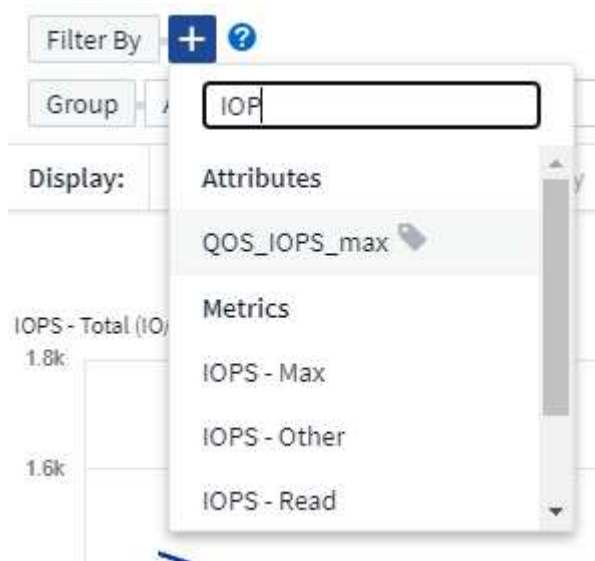 Filter By + ?
Group
IOP
Display:
Attributes
QOS_IOPS_max
Metrics
IOPS - Total (IO/
1.8k
IOPS - Max
IOPS - Other
1.6k
IOPS - Read